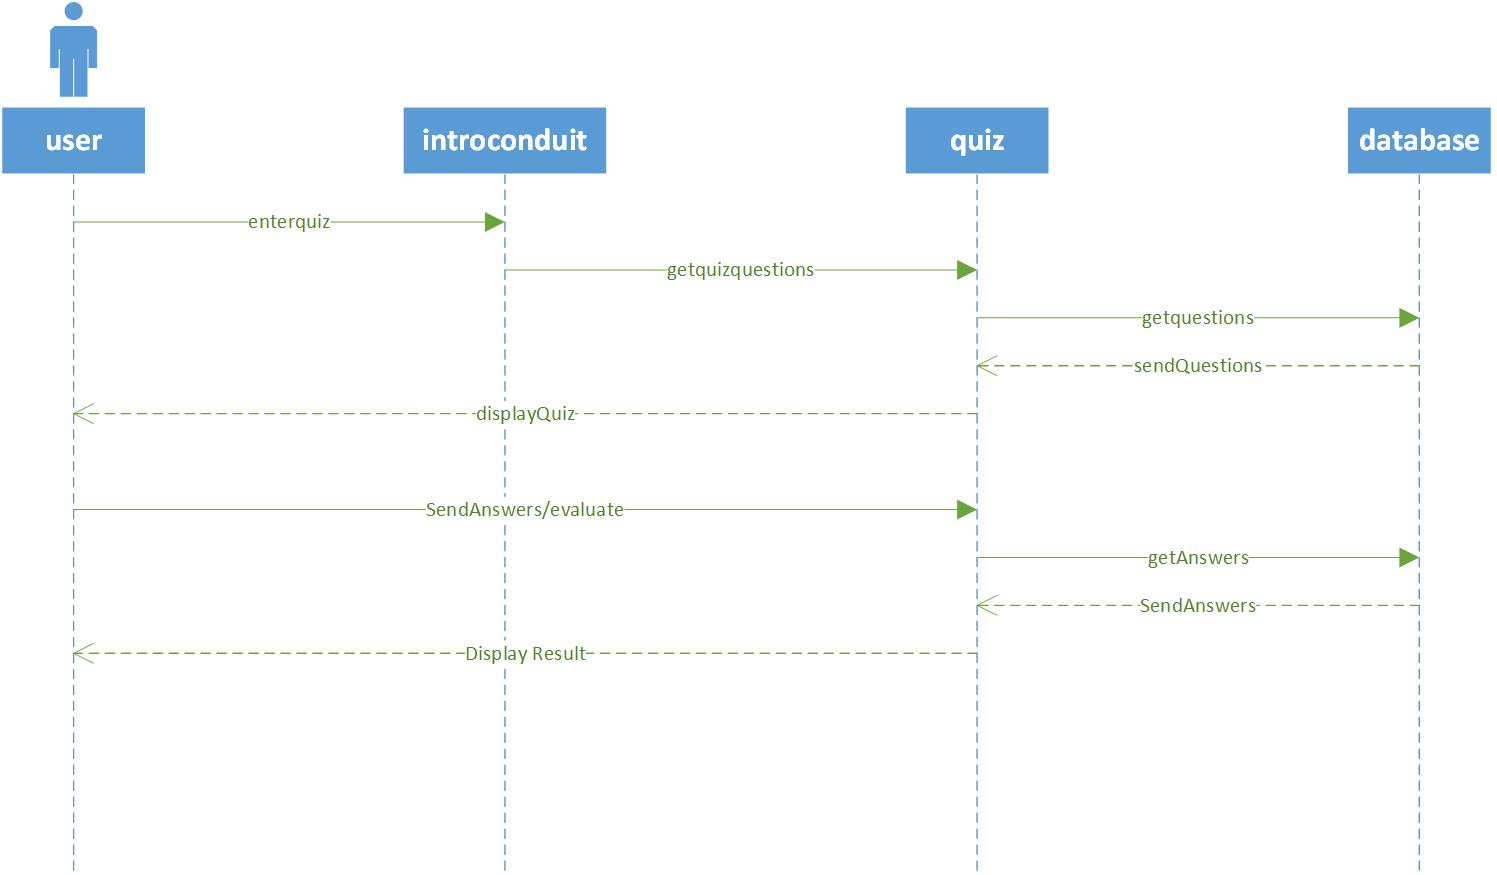 user
introconduit
quiz
database
enterquiz
getquizquestions
getquestions
sendQuestions
displayQuiz
SendAnswers/evaluate
getAnswers
SendAnswers
Display Result